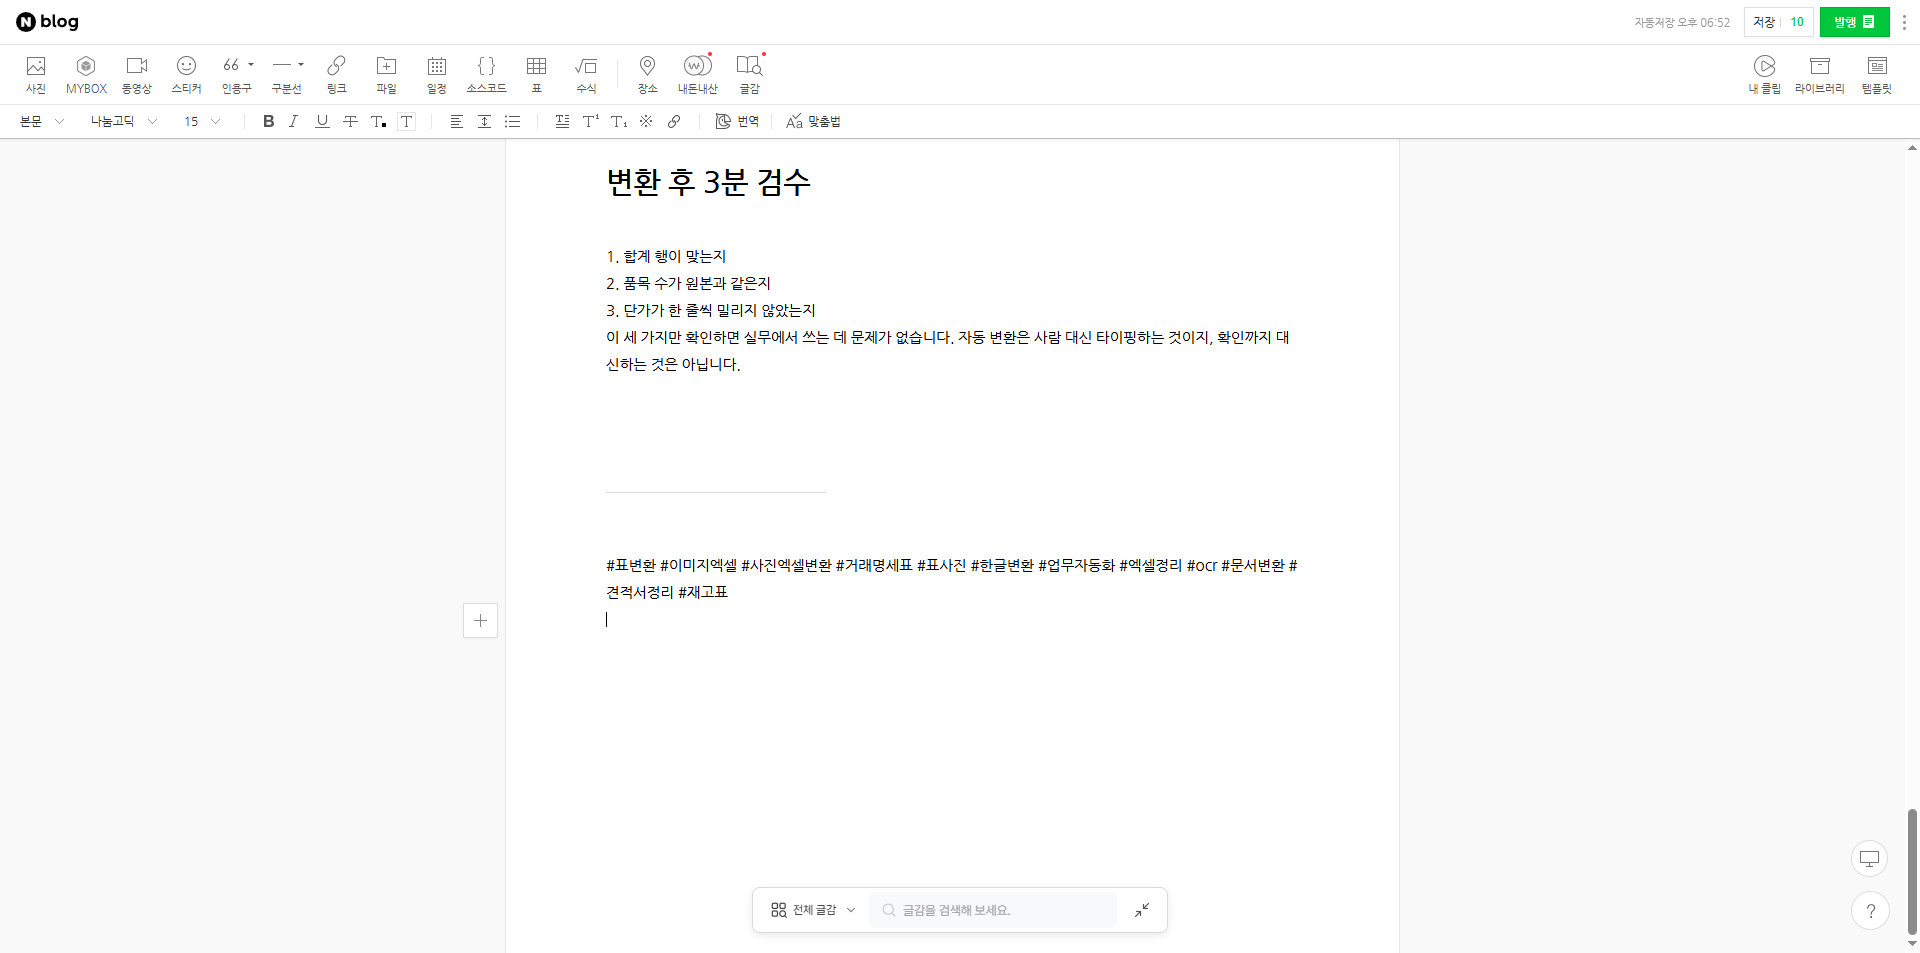 blog
자동저장 오후 06:52
저장 10
발행
사진
MYBOX
동영상
스티커
인용구
구분선
링크
파일
일정
소스코드
표
수식
장소
내돈내산
글감
내 클립
라이브러리
템플릿
본문
나눔고딕
15
번역
맞춤법
변환 후 3분 검수
1. 합계 행이 맞는지
2. 품목 수가 원본과 같은지
3. 단가가 한 줄씩 밀리지 않았는지
이 세 가지만 확인하면 실무에서 쓰는 데 문제가 없습니다. 자동 변환은 사람 대신 타이핑하는 것이지, 확인까지 대
신하는 것은 아닙니다.
#표변환 #이미지엑셀 #사진엑셀변환 #거래명세표 #표사진 #한글변환 #업무자동화 #엑셀정리 #ocr #문서변환 #
견적서정리 #재고표
전체 글감
글감을 검색해 보세요.